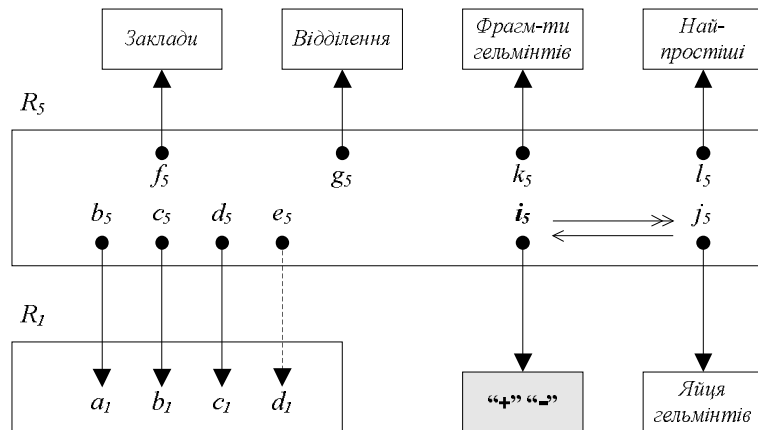 Заклади
Відділення
Фрагм-ти
гельмінтів
Най-
простіші
R5
f5
g5
k5
l5
b5
c5
d5
e5
i5
j5
R1
a1
b1
c1
d1
“+” “-”
Яйця
гельмінтів